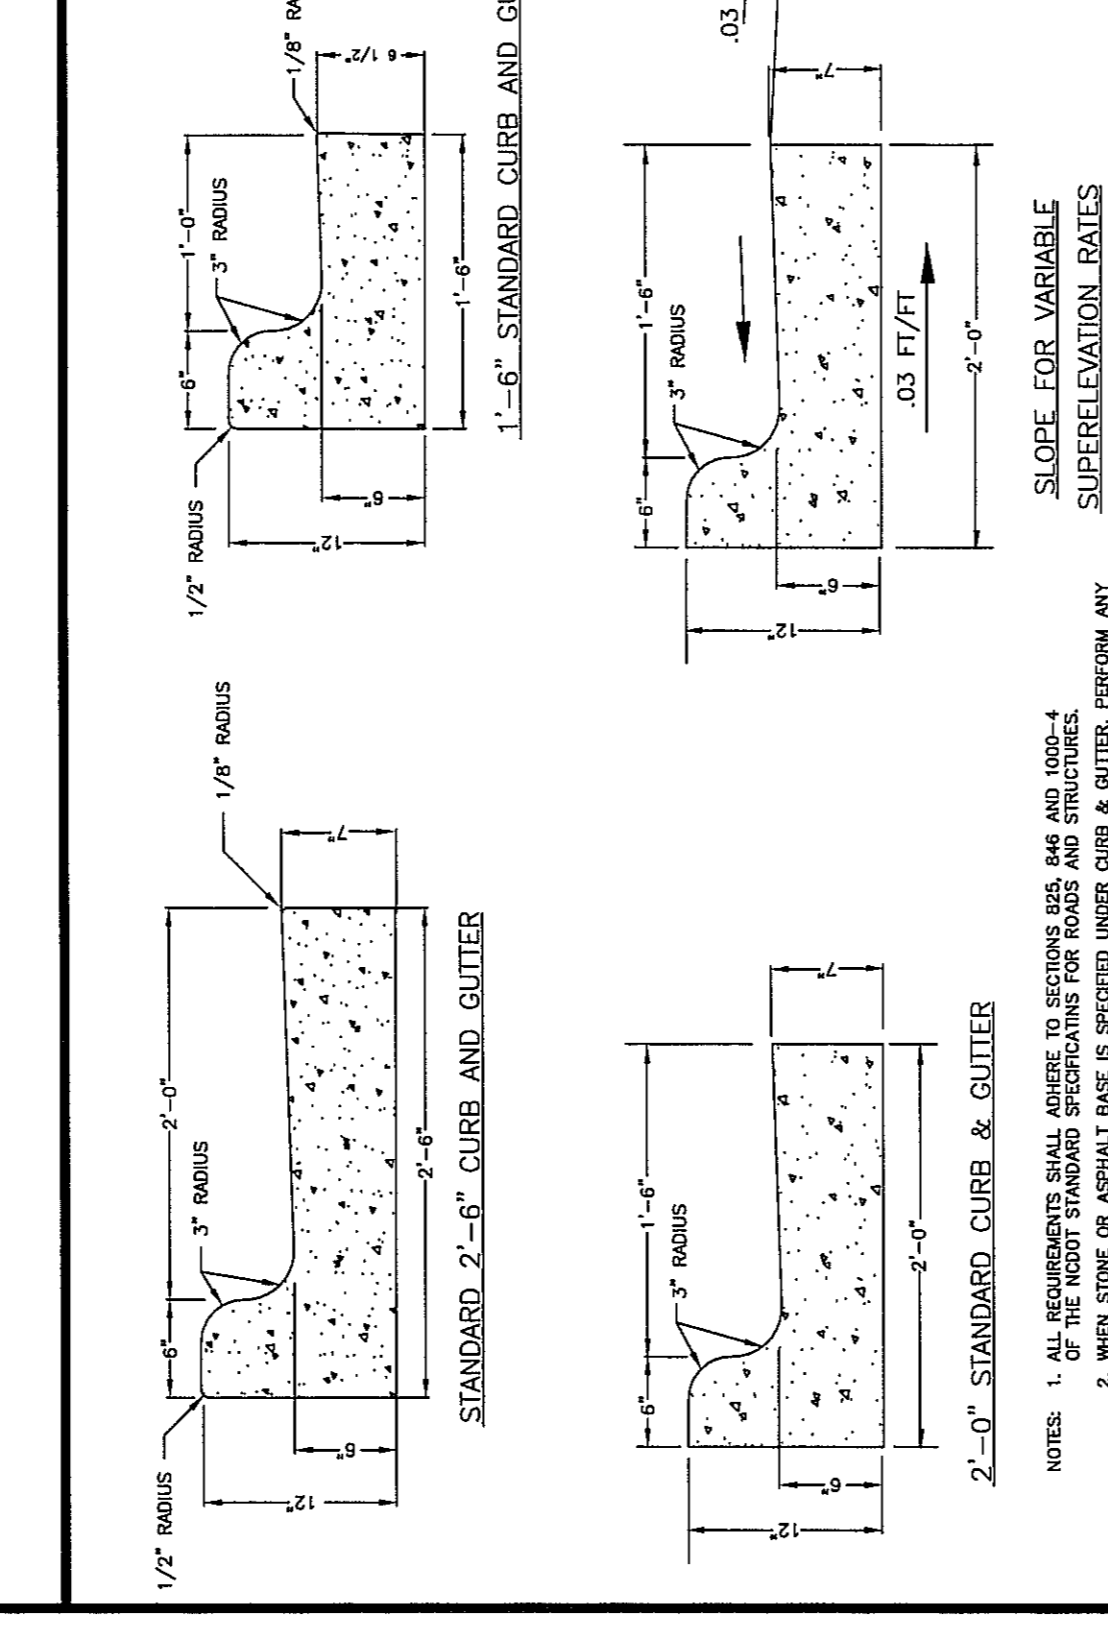 1/2" RADIUS
6"
2'-0"
3" RADIUS
1/8" RADIUS
12"
6"
7"
2'-6"
STANDARD 2'-6" CURB AND GUTTER
1/2" RADIUS
6"
1'-0"
3" RADIUS
1/8"
12"
6"
6 1/2"
1'-6"
1'-6" STANDARD CURB AND
6"
1'-6"
3" RADIUS
12"
6"
7"
2'-0"
2'-0" STANDARD CURB & GUTTER
6"
1'-6"
3" RADIUS
.03
12"
6"
7"
.03 FT/FT
2'-0"
SLOPE FOR VARIABLE
SUPERELEVATION RATES
NOTES: 1. ALL REQUIREMENTS SHALL ADHERE TO SECTIONS 825, 846 AND 1000-4
OF THE NCDOT STANDARD SPECIFICATINS FOR ROADS AND STRUCTURES.
2. WHEN STONE OR ASPHALT BASE IS SPECIFIED UNDER CURB & GUTTER, PERFORM ANY